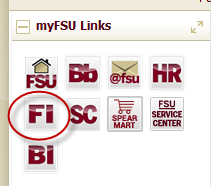 myFSU Links
FSU Bb @fsu HR
FI SC SPEAR MART FSU SERVICE CENTER
BI